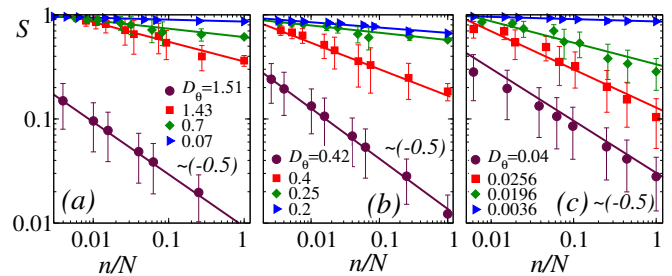 S
1
0.1
0.01
D_θ=1.51
1.43
0.7
0.07
~(-0.5)
(a)
0.01 0.1 1
n/N
D_θ=0.42
0.4
0.25
0.2
~(-0.5)
(b)
0.01 0.1 1
n/N
D_θ=0.04
0.0256
0.0196
0.0036
(c) ~(-0.5)
0.01 0.1 1
n/N